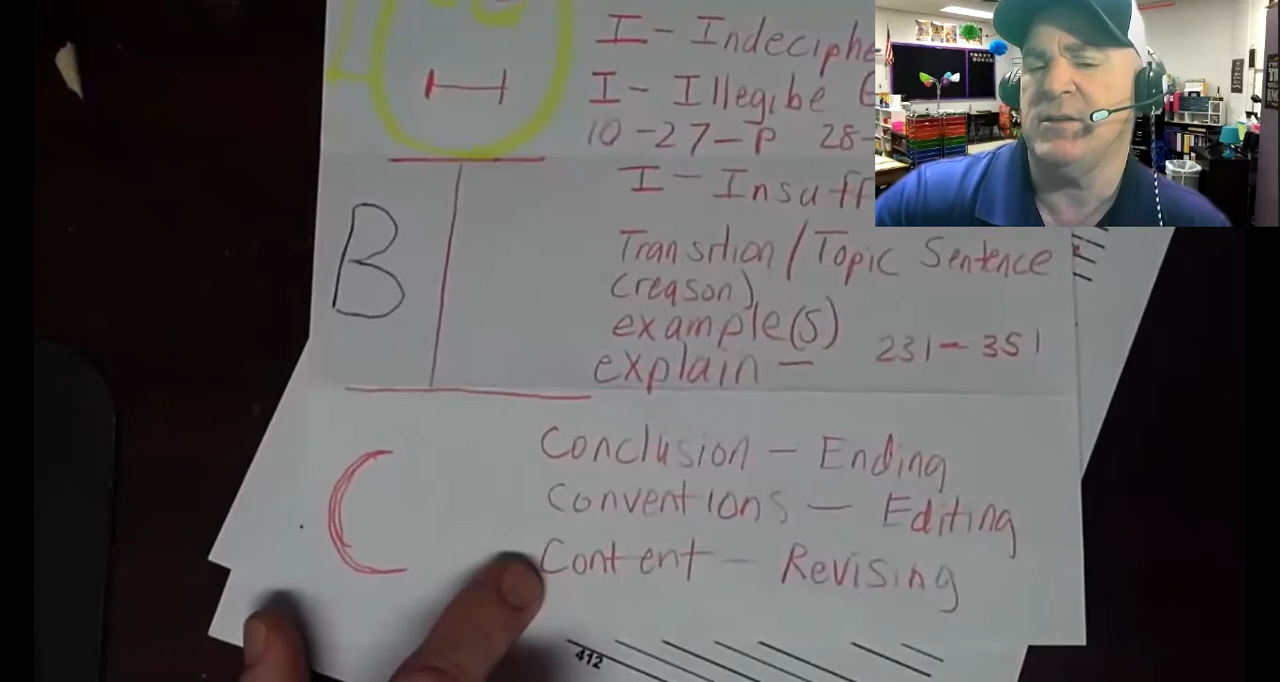 I - Indeciphe
I - Illegibe
10-27-P 28-
I - Insuff
B
Transition / Topic Sentence
(reason)
example(s)
explain - 231-351
C
Conclusion - Ending
Conventions - Editing
Content - Revising
412